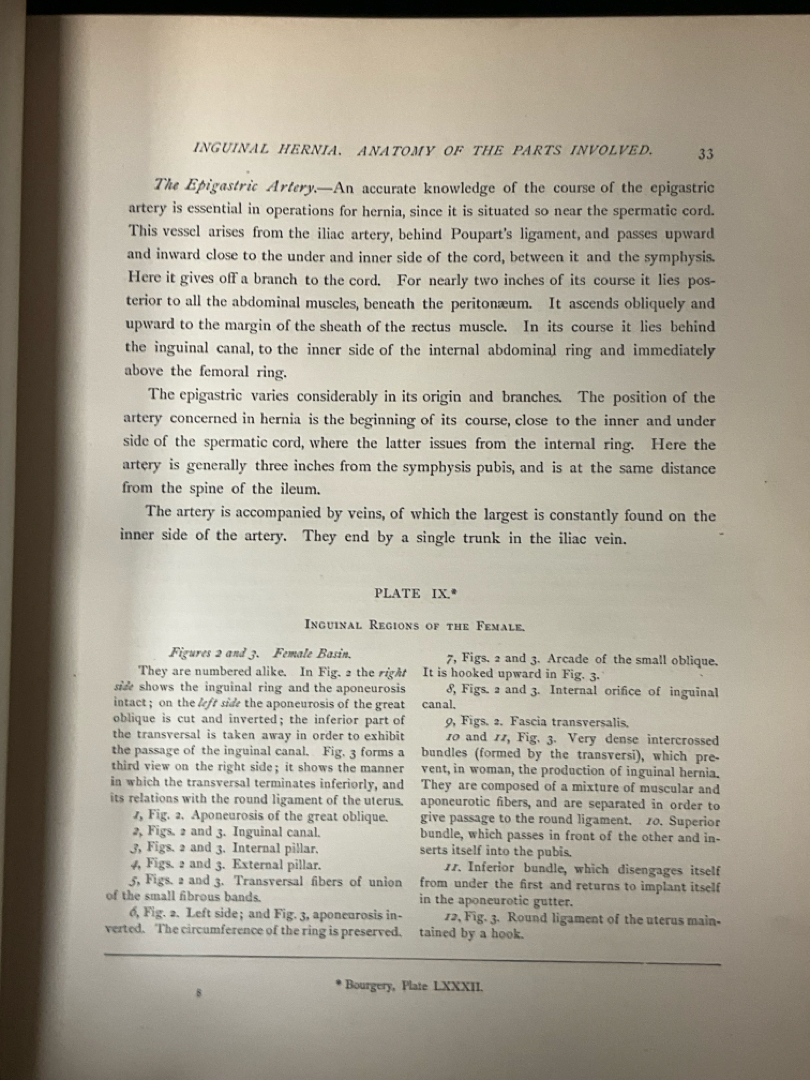 INGUINAL HERNIA. ANATOMY OF THE PARTS INVOLVED. 33
The Epigastric Artery.—An accurate knowledge of the course of the epigastric
artery is essential in operations for hernia, since it is situated so near the spermatic cord.
This vessel arises from the iliac artery, behind Poupart's ligament, and passes upward
and inward close to the under and inner side of the cord, between it and the symphysis.
Here it gives off a branch to the cord. For nearly two inches of its course it lies pos-
terior to all the abdominal muscles, beneath the peritonæum. It ascends obliquely and
upward to the margin of the sheath of the rectus muscle. In its course it lies behind
the inguinal canal, to the inner side of the internal abdominal ring and immediately
above the femoral ring.
The epigastric varies considerably in its origin and branches. The position of the
artery concerned in hernia is the beginning of its course, close to the inner and under
side of the spermatic cord, where the latter issues from the internal ring. Here the
artery is generally three inches from the symphysis pubis, and is at the same distance
from the spine of the ileum.
The artery is accompanied by veins, of which the largest is constantly found on the
inner side of the artery. They end by a single trunk in the iliac vein.
PLATE IX.*
INGUINAL REGIONS OF THE FEMALE.
Figures 2 and 3. Female Basin.
They are numbered alike. In Fig. 2 the right
side shows the inguinal ring and the aponeurosis
intact; on the left side the aponeurosis of the great
oblique is cut and inverted; the inferior part of
the transversal is taken away in order to exhibit
the passage of the inguinal canal. Fig. 3 forms a
third view on the right side; it shows the manner
in which the transversal terminates inferiorly, and
its relations with the round ligament of the uterus.
1, Fig. 2. Aponeurosis of the great oblique.
2, Figs. 2 and 3. Inguinal canal.
3, Figs. 2 and 3. Internal pillar.
4, Figs. 2 and 3. External pillar.
5, Figs. 2 and 3. Transversal fibers of union
of the small fibrous bands.
6, Fig. 2. Left side; and Fig. 3, aponeurosis in-
verted. The circumference of the ring is preserved.
7, Figs. 2 and 3. Arcade of the small oblique.
It is hooked upward in Fig. 3.
8, Figs. 2 and 3. Internal orifice of inguinal
canal.
9, Figs. 2. Fascia transversalis.
10 and 11, Fig. 3. Very dense intercrossed
bundles (formed by the transversi), which pre-
vent, in woman, the production of inguinal hernia.
They are composed of a mixture of muscular and
aponeurotic fibers, and are separated in order to
give passage to the round ligament. 10. Superior
bundle, which passes in front of the other and in-
serts itself into the pubis.
11. Inferior bundle, which disengages itself
from under the first and returns to implant itself
in the aponeurotic gutter.
12, Fig. 3. Round ligament of the uterus main-
tained by a hook.
* Bourgery, Plate LXXXII.
8